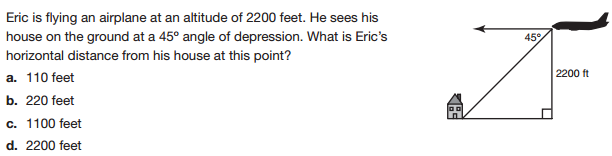 Eric is flying an airplane at an altitude of 2200 feet. He sees his
house on the ground at a 45º angle of depression. What is Eric's
horizontal distance from his house at this point?
a. 110 feet
b. 220 feet
c. 1100 feet
d. 2200 feet
45º
2200 ft